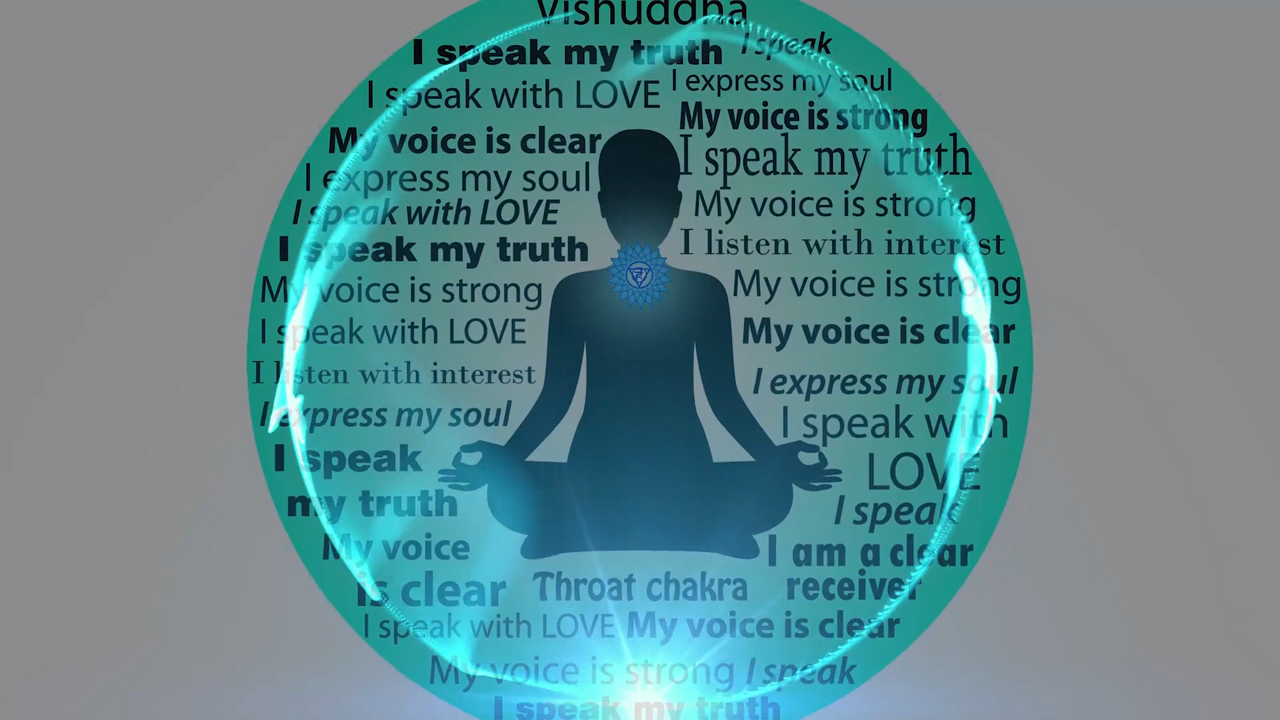 Vishuddha
I speak my truth
I speak
I speak with LOVE
I express my soul
My voice is clear
My voice is strong
I express my soul
I speak my truth
I speak with LOVE
My voice is strong
I speak my truth
I listen with interest
My voice is strong
My voice is strong
I speak with LOVE
My voice is clear
I listen with interest
I express my soul
I express my soul
I speak with
LOVE
I speak
my truth
I speak
My voice
is clear
I am a clear
receiver
Throat chakra
I speak with LOVE
My voice is clear
My voice is strong
I speak
I speak my truth